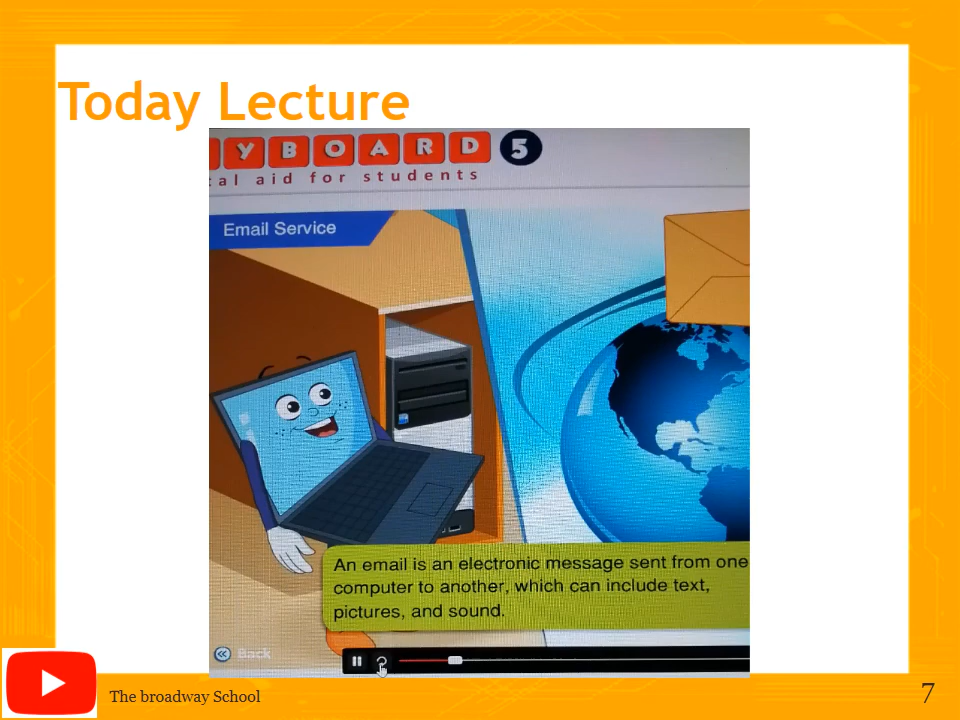 Today Lecture
YBOARD 5
tal aid for students
Email Service
An email is an electronic message sent from one
computer to another, which can include text,
pictures, and sound.
Back
The broadway School
7